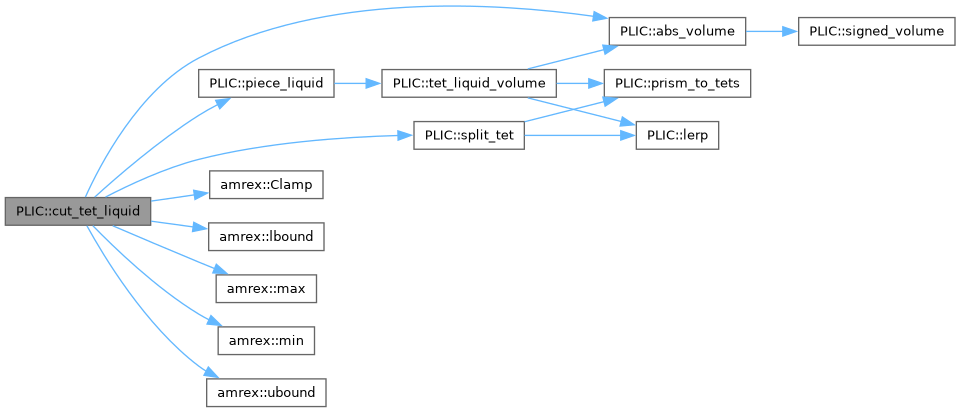 PLIC::abs_volume
PLIC::signed_volume
PLIC::piece_liquid
PLIC::tet_liquid_volume
PLIC::prism_to_tets
PLIC::split_tet
PLIC::lerp
amrex::Clamp
PLIC::cut_tet_liquid
amrex::lbound
amrex::max
amrex::min
amrex::ubound